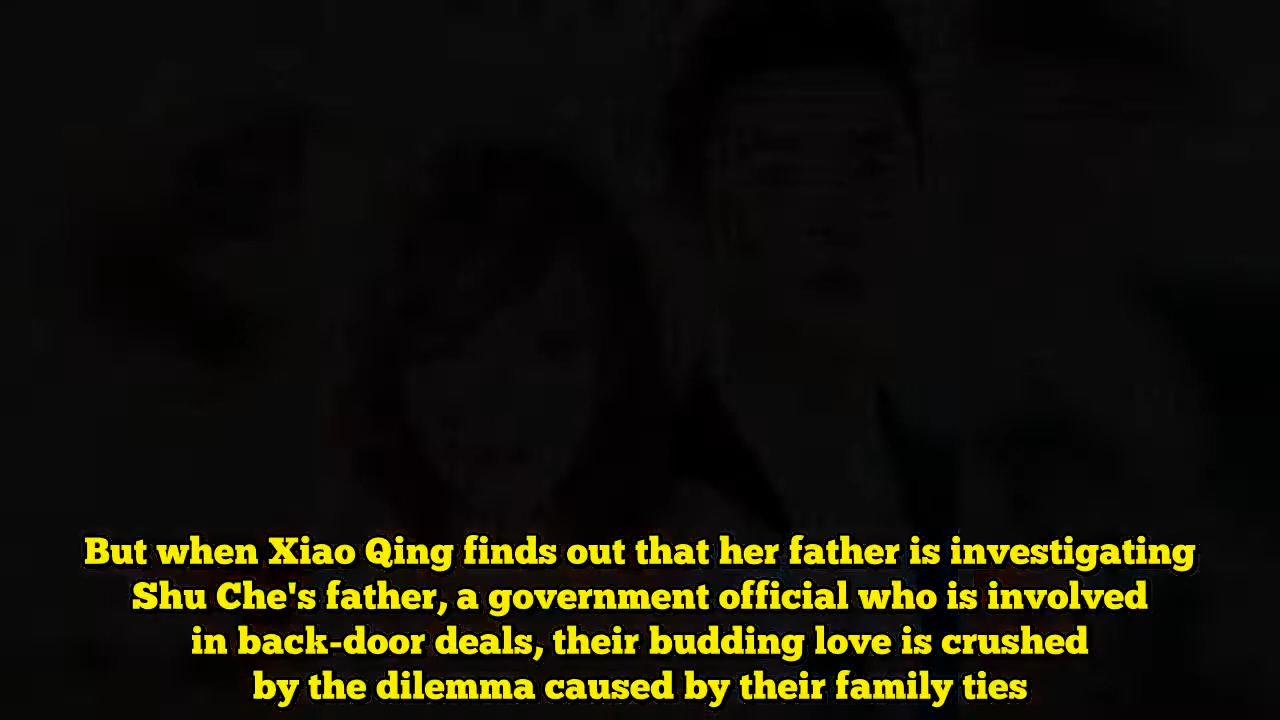 But when Xiao Qing finds out that her father is investigating
Shu Che's father, a government official who is involved
in back-door deals, their budding love is crushed
by the dilemma caused by their family ties